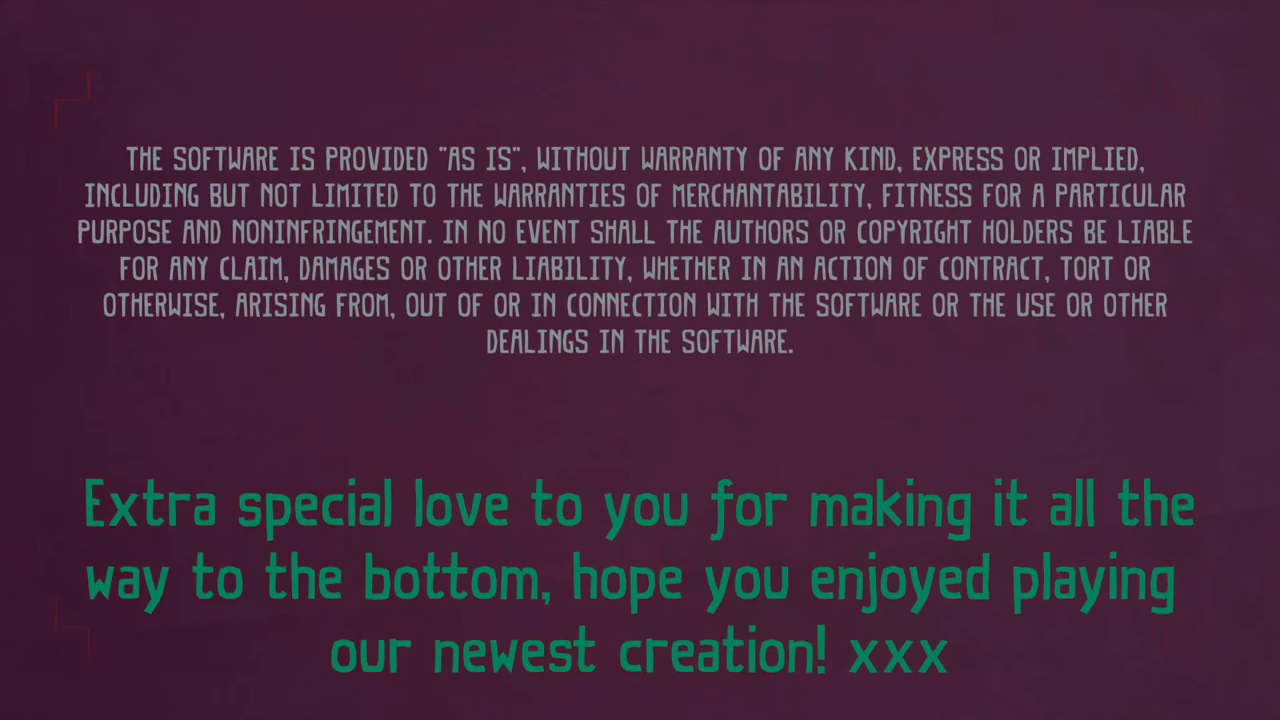 THE SOFTWARE IS PROVIDED "AS IS", WITHOUT WARRANTY OF ANY KIND, EXPRESS OR IMPLIED,
INCLUDING BUT NOT LIMITED TO THE WARRANTIES OF MERCHANTABILITY, FITNESS FOR A PARTICULAR
PURPOSE AND NONINFRINGEMENT. IN NO EVENT SHALL THE AUTHORS OR COPYRIGHT HOLDERS BE LIABLE
FOR ANY CLAIM, DAMAGES OR OTHER LIABILITY, WHETHER IN AN ACTION OF CONTRACT, TORT OR
OTHERWISE, ARISING FROM, OUT OF OR IN CONNECTION WITH THE SOFTWARE OR THE USE OR OTHER
DEALINGS IN THE SOFTWARE.
Extra special love to you for making it all the
way to the bottom, hope you enjoyed playing
our newest creation! xxx